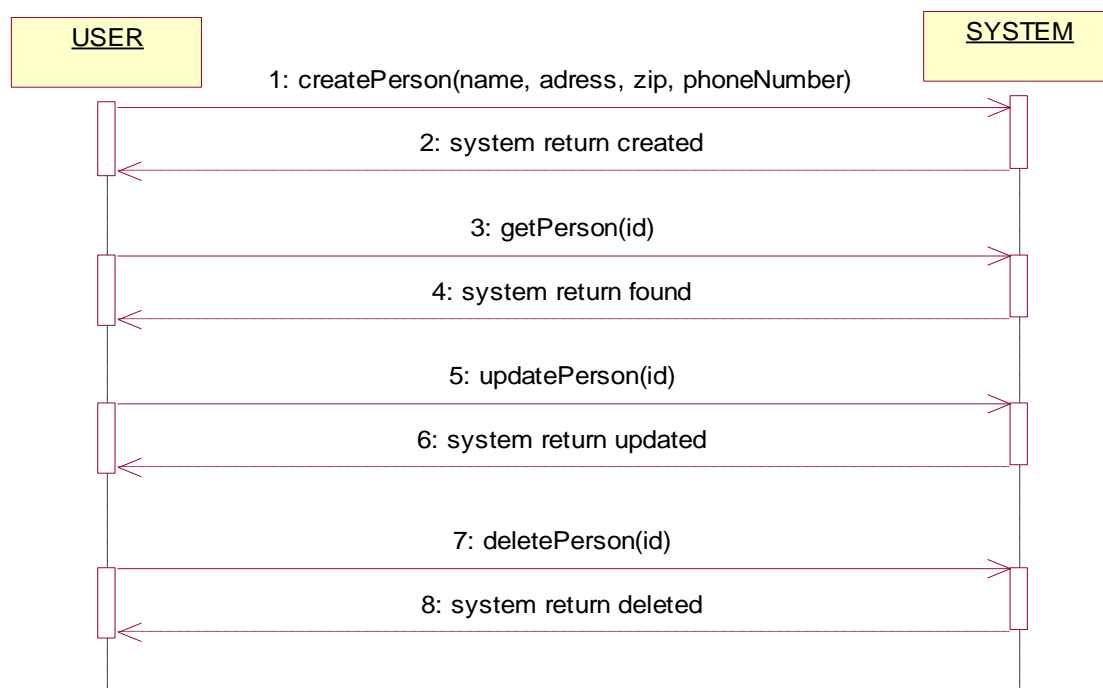 USER
SYSTEM
1: createPerson(name, adress, zip, phoneNumber)
2: system return created
3: getPerson(id)
4: system return found
5: updatePerson(id)
6: system return updated
7: deletePerson(id)
8: system return deleted